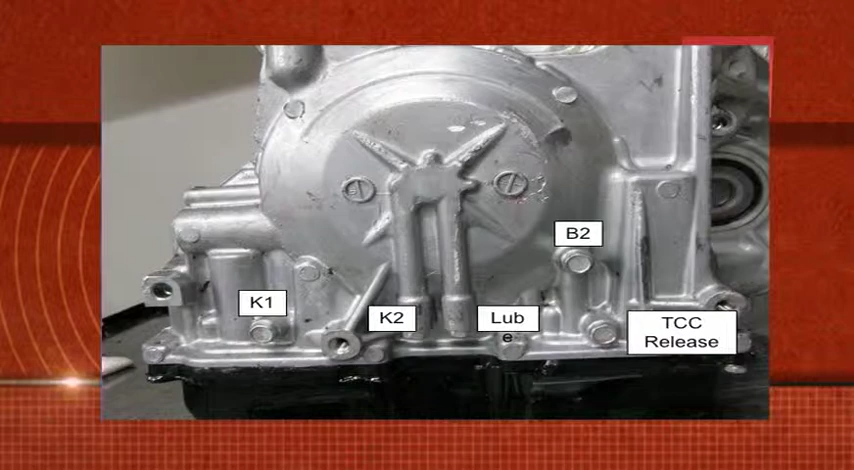 B2
K1
K2
Lub
e
TCC
Release